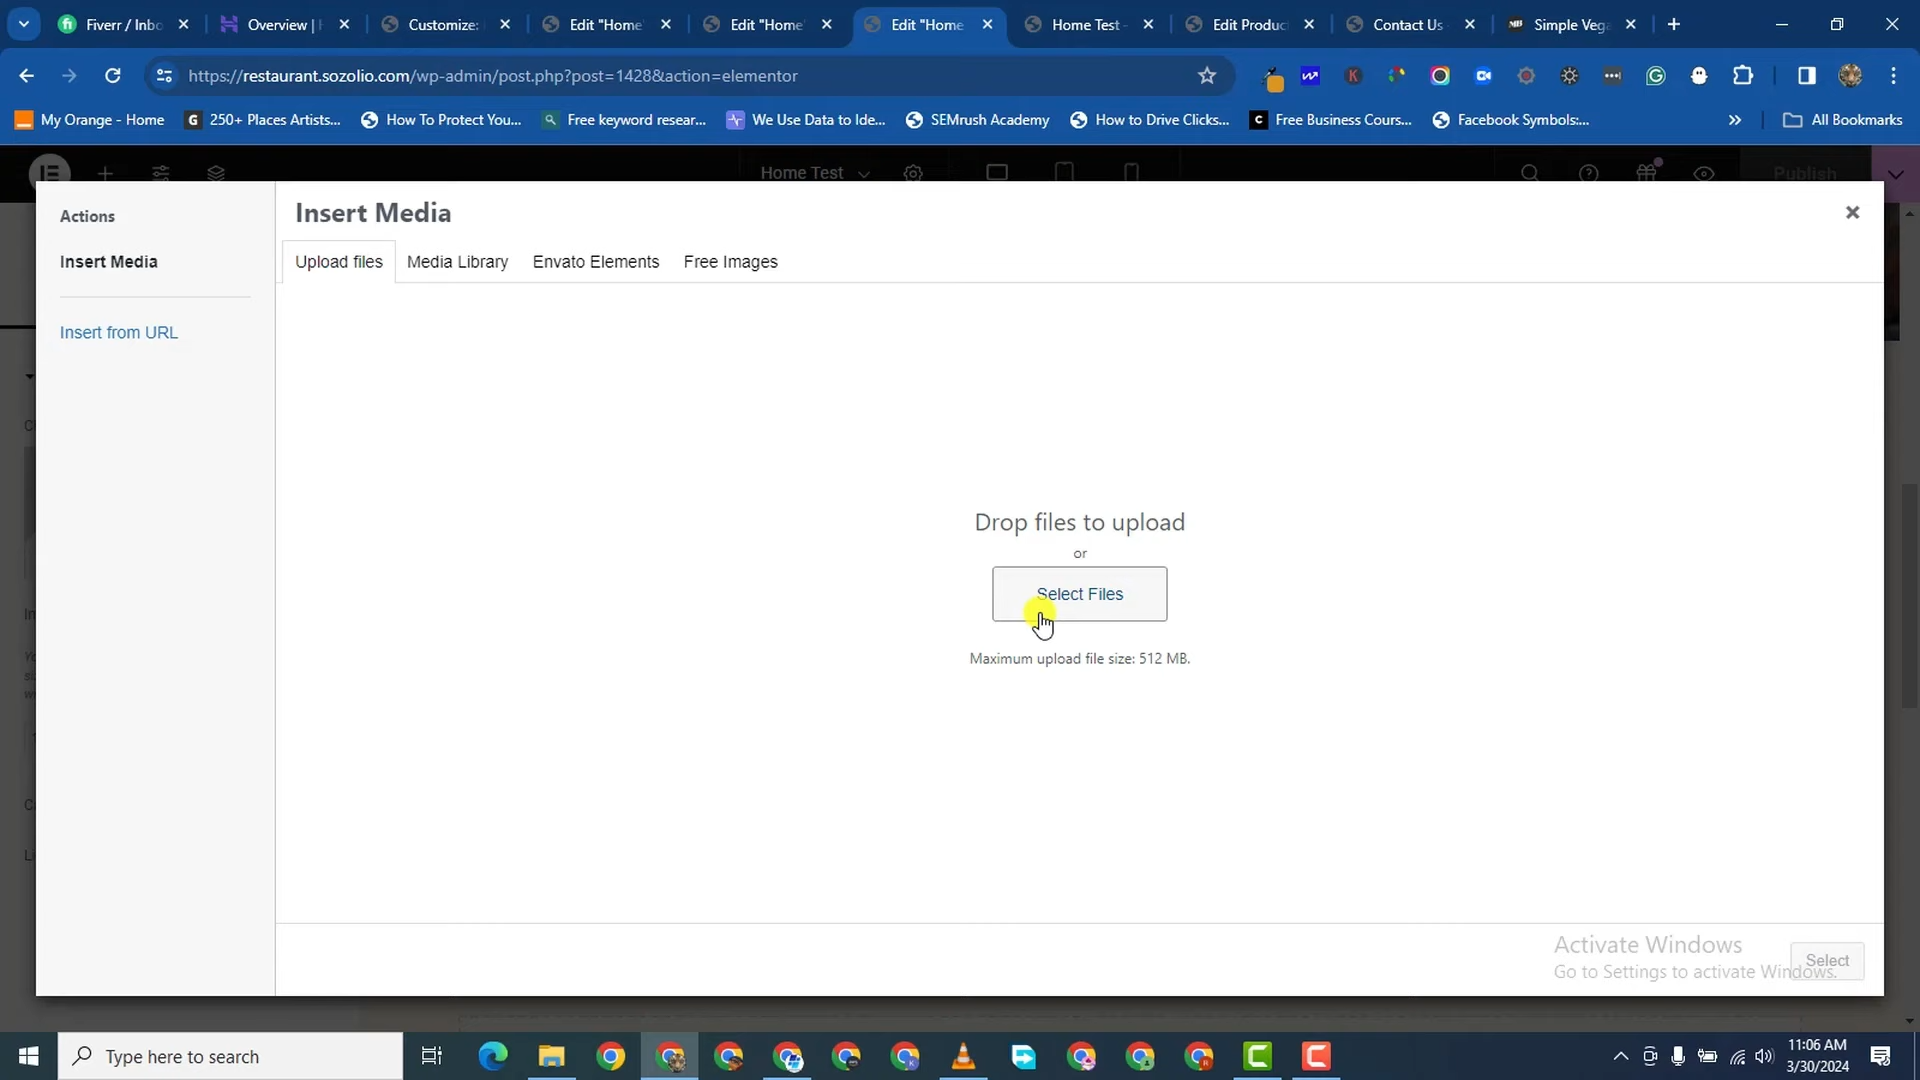 Fiverr / Inbo
Overview |
Customize:
Edit "Home
Edit "Home
Edit "Home
Home Test -
Edit Produc
Contact Us -
MB Simple Vega
https://restaurant.sozolio.com/wp-admin/post.php?post=1428&action=elementor
My Orange - Home
250+ Places Artists...
How To Protect You...
Free keyword resear...
We Use Data to Ide...
SEMrush Academy
How to Drive Clicks...
Free Business Cours...
Facebook Symbols:...
All Bookmarks
Home Test
Publish
Actions
Insert Media
Insert from URL
Insert Media
Upload files
Media Library
Envato Elements
Free Images
Drop files to upload
or
Select Files
Maximum upload file size: 512 MB.
Activate Windows
Go to Settings to activate Windows.
Select
Type here to search
11:06 AM
3/30/2024